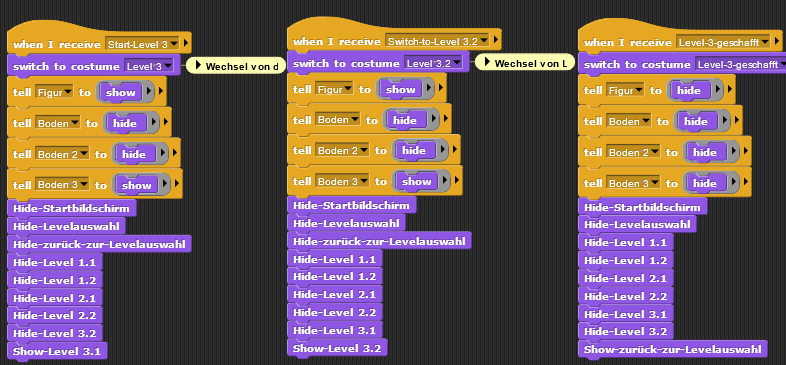 when I receive Start-Level 3
switch to costume Level 3 Wechsel von d
tell Figur to show
tell Boden to hide
tell Boden 2 to hide
tell Boden 3 to show
Hide-Startbildschirm
Hide-Levelauswahl
Hide-zurück-zur-Levelauswahl
Hide-Level 1.1
Hide-Level 1.2
Hide-Level 2.1
Hide-Level 2.2
Hide-Level 3.2
Show-Level 3.1
when I receive Switch-to-Level 3.2
switch to costume Level 3.2 Wechsel von L
tell Figur to show
tell Boden to hide
tell Boden 2 to hide
tell Boden 3 to show
Hide-Startbildschirm
Hide-Levelauswahl
Hide-zurück-zur-Levelauswahl
Hide-Level 1.1
Hide-Level 1.2
Hide-Level 2.1
Hide-Level 2.2
Hide-Level 3.1
Show-Level 3.2
when I receive Level-3-geschafft
switch to costume Level-3-geschafft
tell Figur to hide
tell Boden to hide
tell Boden 2 to hide
tell Boden 3 to hide
Hide-Startbildschirm
Hide-Levelauswahl
Hide-Level 1.1
Hide-Level 1.2
Hide-Level 2.1
Hide-Level 2.2
Hide-Level 3.1
Hide-Level 3.2
Show-zurück-zur-Levelauswahl